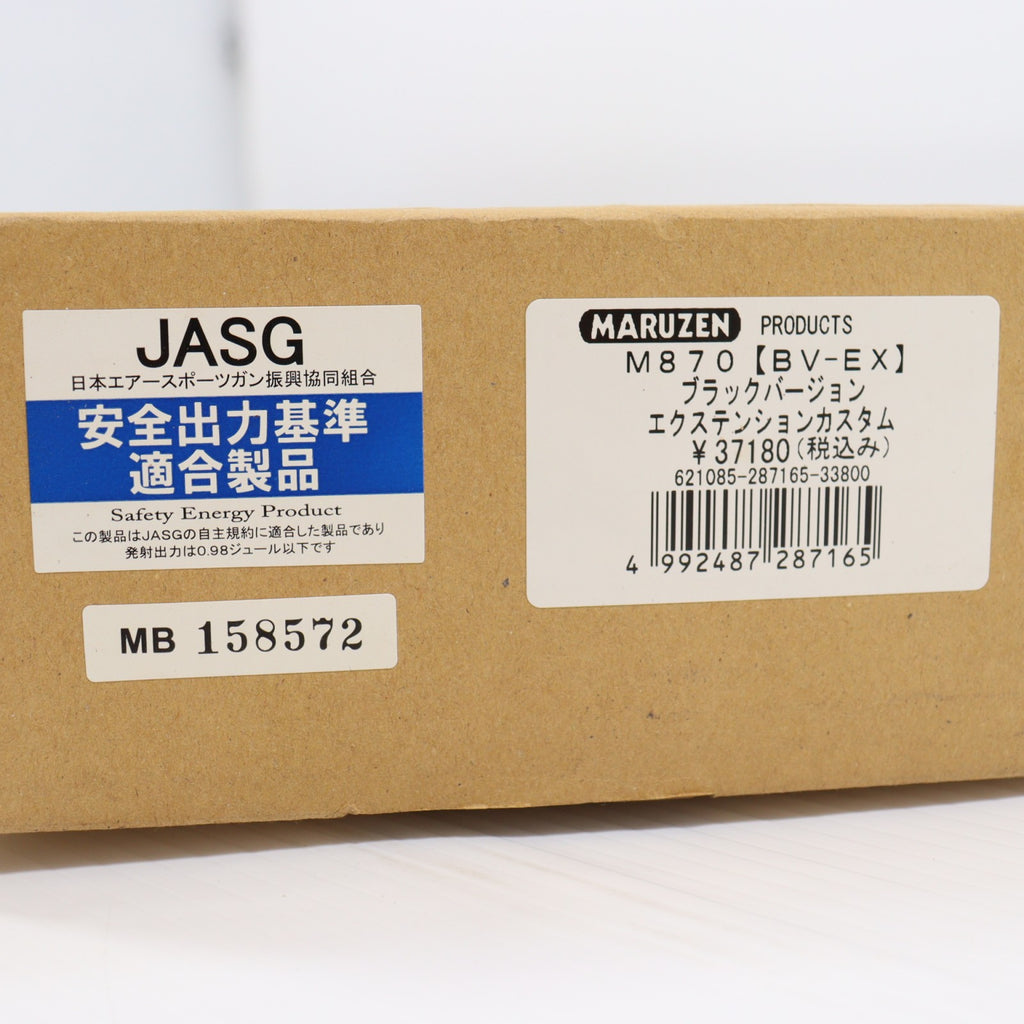 JASG
日本エアースポーツガン振興協同組合
安全出力基準
適合製品
Safety Energy Product
この製品はJASGの自主規約に適合した製品であり
発射出力は0.98ジュール以下です
MB 158572
MARUZEN PRODUCTS
M870【BV-EX】
ブラックバージョン
エクステンションカスタム
¥37180(税込み)
621085-287165-33800
4 992487 287165